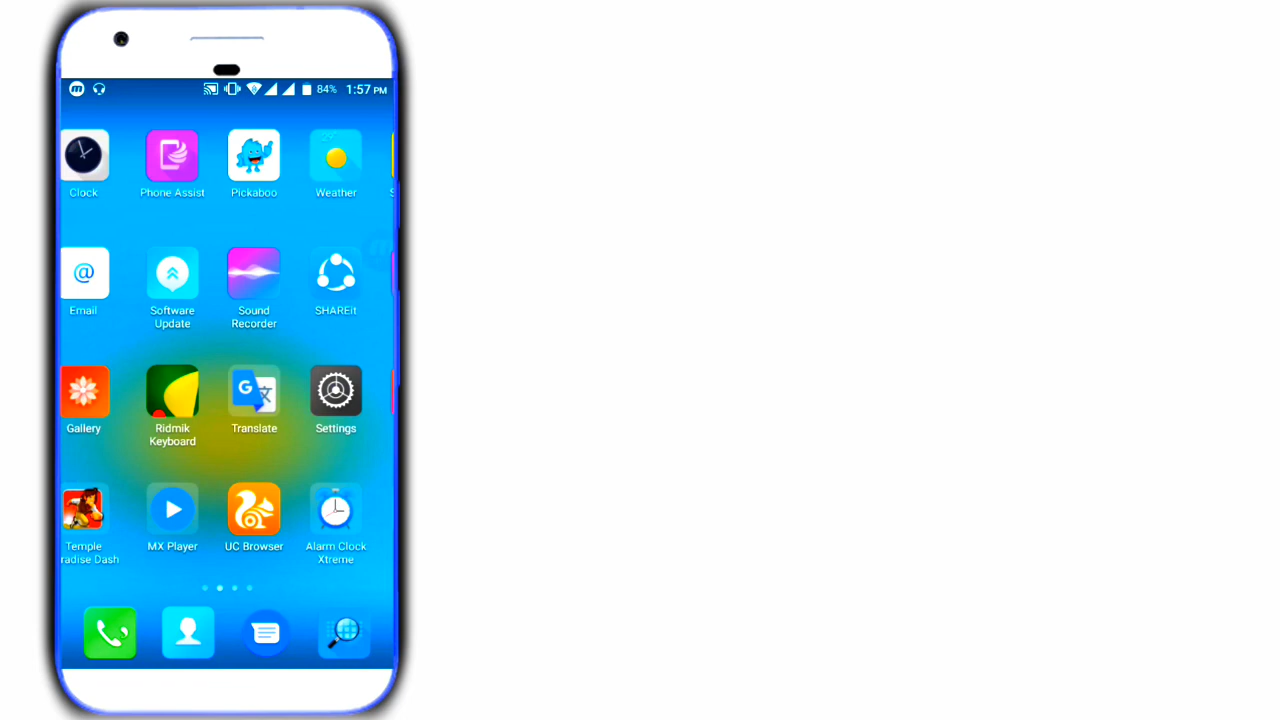 84% 1:57 PM
Clock Phone Assist Pickaboo Weather
Email Software Update Sound Recorder SHAREit
Gallery Ridmik Keyboard Translate Settings
Temple radise Dash MX Player UC Browser Alarm Clock Xtreme